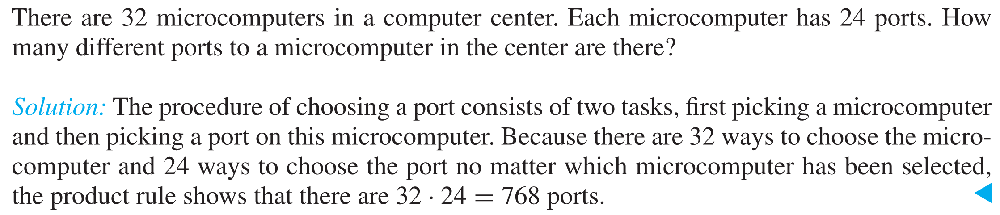 There are 32 microcomputers in a computer center. Each microcomputer has 24 ports. How
many different ports to a microcomputer in the center are there?
Solution: The procedure of choosing a port consists of two tasks, first picking a microcomputer
and then picking a port on this microcomputer. Because there are 32 ways to choose the micro-
computer and 24 ways to choose the port no matter which microcomputer has been selected,
the product rule shows that there are 32 · 24 = 768 ports.